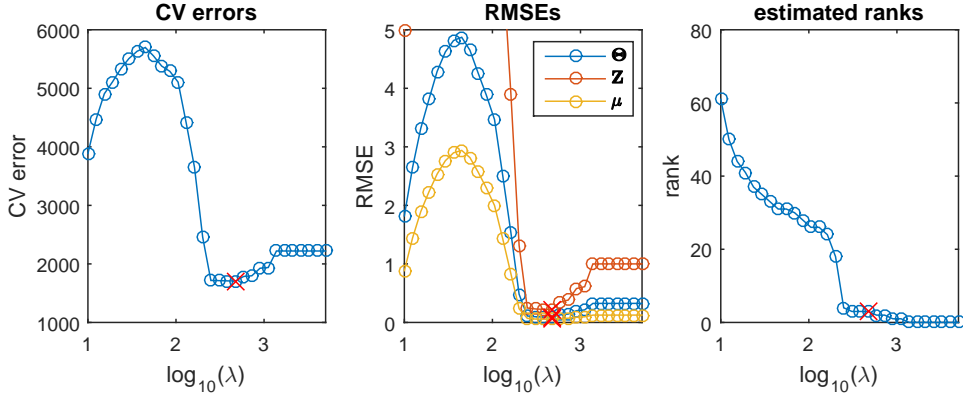 CV errors
CV error
6000
5000
4000
3000
2000
1000
1
2
3
log10(λ)
RMSEs
RMSE
5
4
3
2
1
0
1
2
3
log10(λ)
Θ
Z
μ
estimated ranks
rank
80
60
40
20
0
1
2
3
log10(λ)